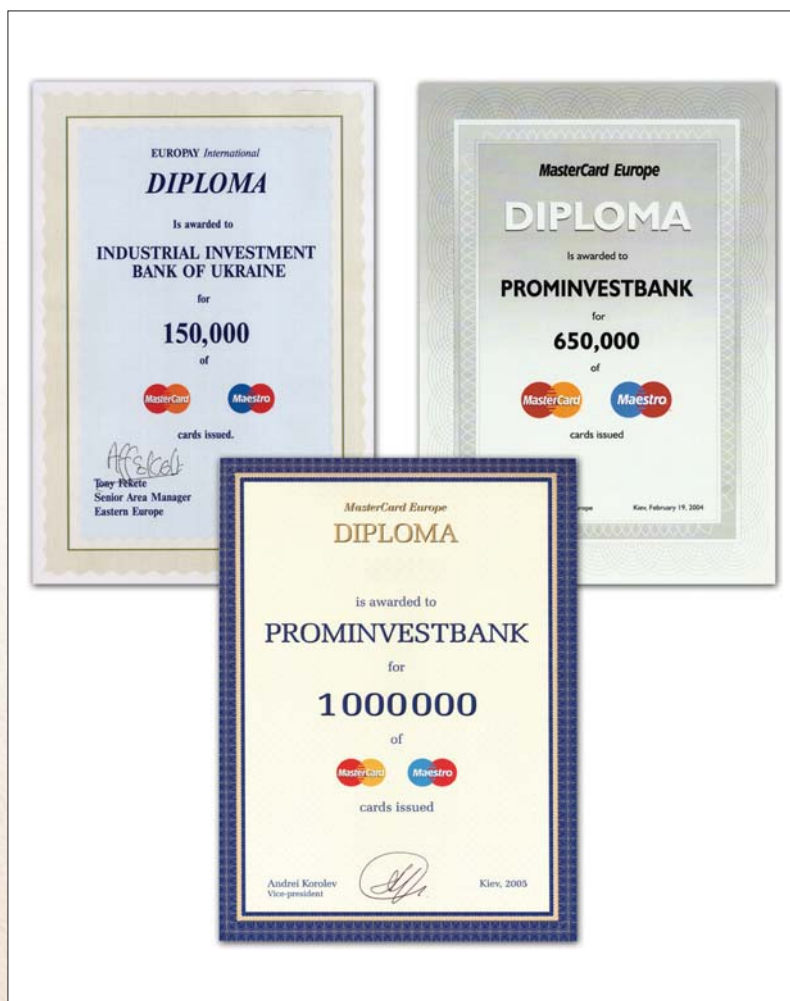 EUROPAY International
DIPLOMA
Is awarded to
INDUSTRIAL INVESTMENT
BANK OF UKRAINE
for
150,000
of
MasterCard Maestro
cards issued.
Tony Fekete
Senior Area Manager
Eastern Europe
MasterCard Europe
DIPLOMA
Is awarded to
PROMINVESTBANK
for
650,000
of
MasterCard Maestro
cards issued
Kiev, February 19, 2004
MasterCard Europe
DIPLOMA
is awarded to
PROMINVESTBANK
for
1000000
of
MasterCard Maestro
cards issued
Andrei Korolev
Vice-president
Kiev, 2005